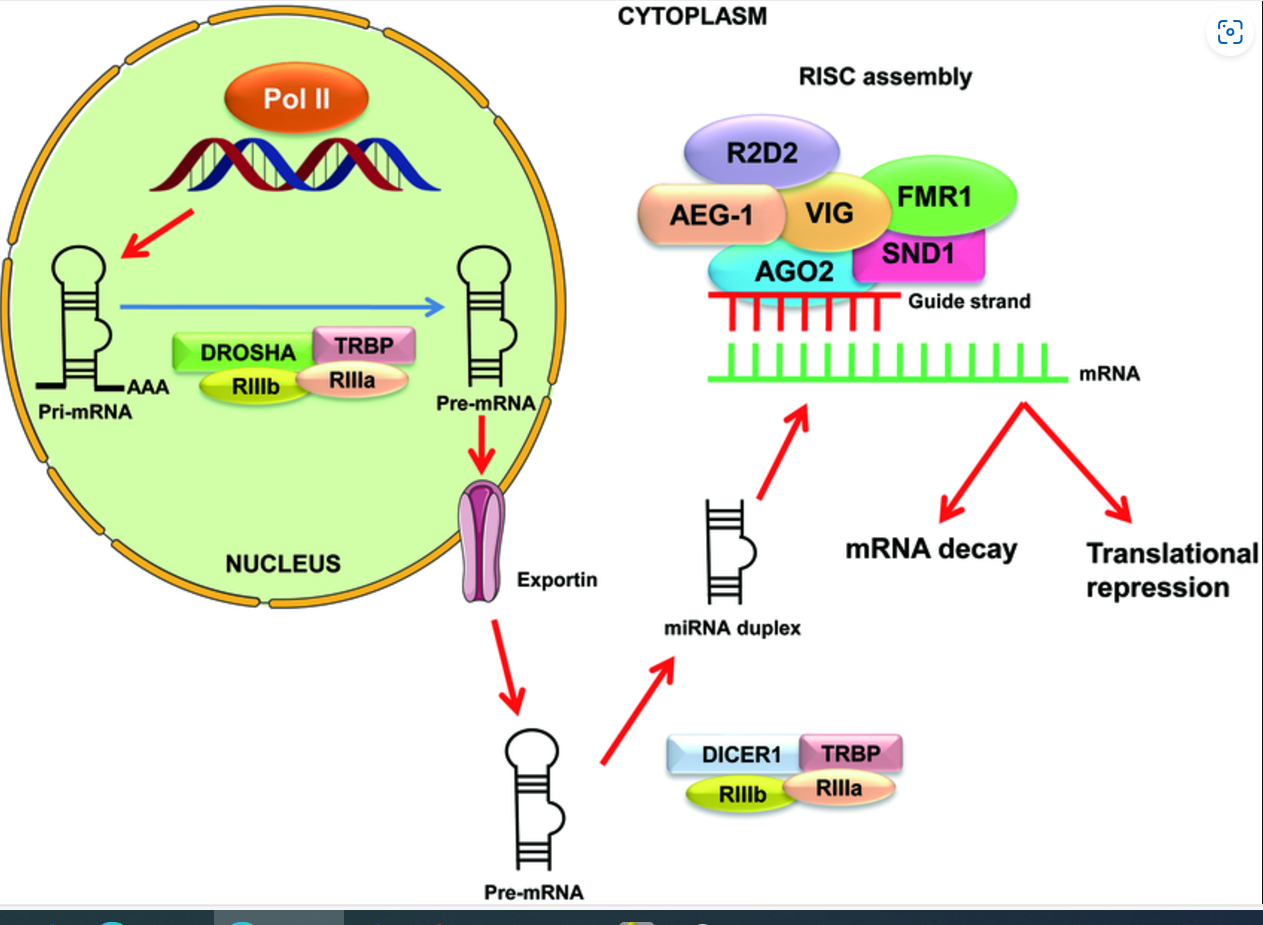 CYTOPLASM
Pol II
RISC assembly
R2D2
AEG-1
VIG
FMR1
AGO2
SND1
Guide strand
mRNA
DROSHA
TRBP
RIIIb
RIIIa
AAA
Pri-mRNA
Pre-mRNA
NUCLEUS
Exportin
mRNA decay
Translational
repression
miRNA duplex
DICER1
TRBP
RIIIb
RIIIa
Pre-mRNA